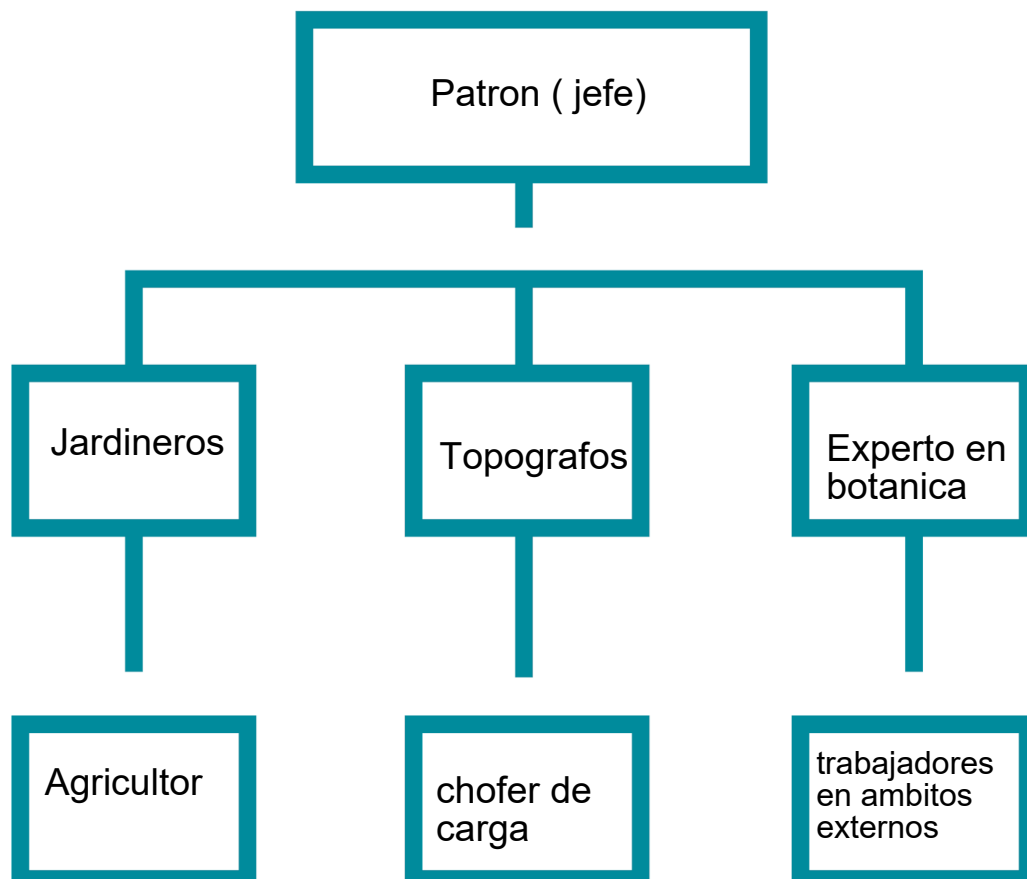 Patron ( jefe)
Jardineros
Topografos
Experto en
botanica
Agricultor
chofer de
carga
trabajadores
en ambitos
externos